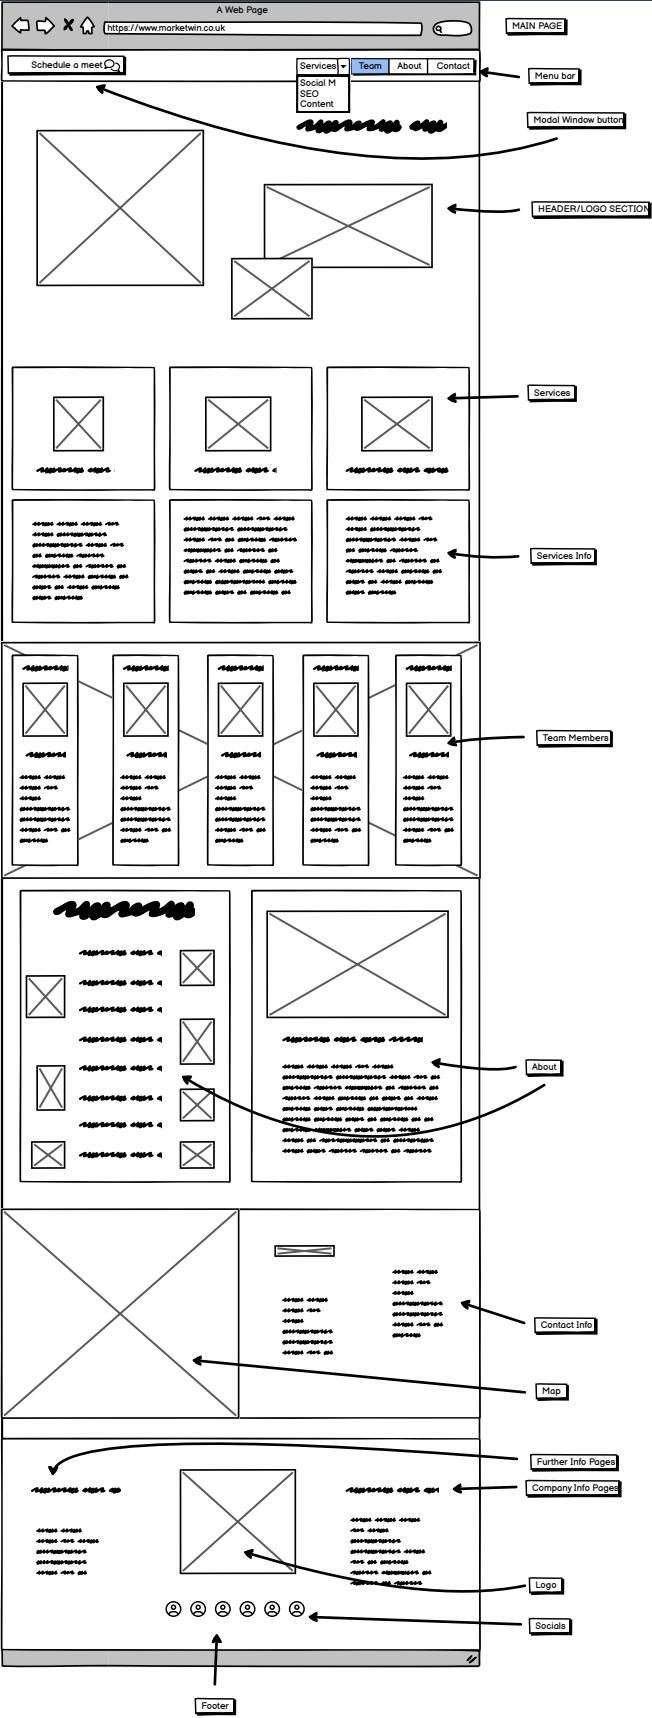 A Web Page
https://www.marketwin.co.uk
MAIN PAGE
Schedule a meet
Services Team About Contact
Menu bar
Social M
SEO
Content
Modal Window button
HEADER/LOGO SECTION
Services
Services Info
Team Members
About
Contact Info
Map
Further Info Pages
Company Info Pages
Logo
Socials
Footer